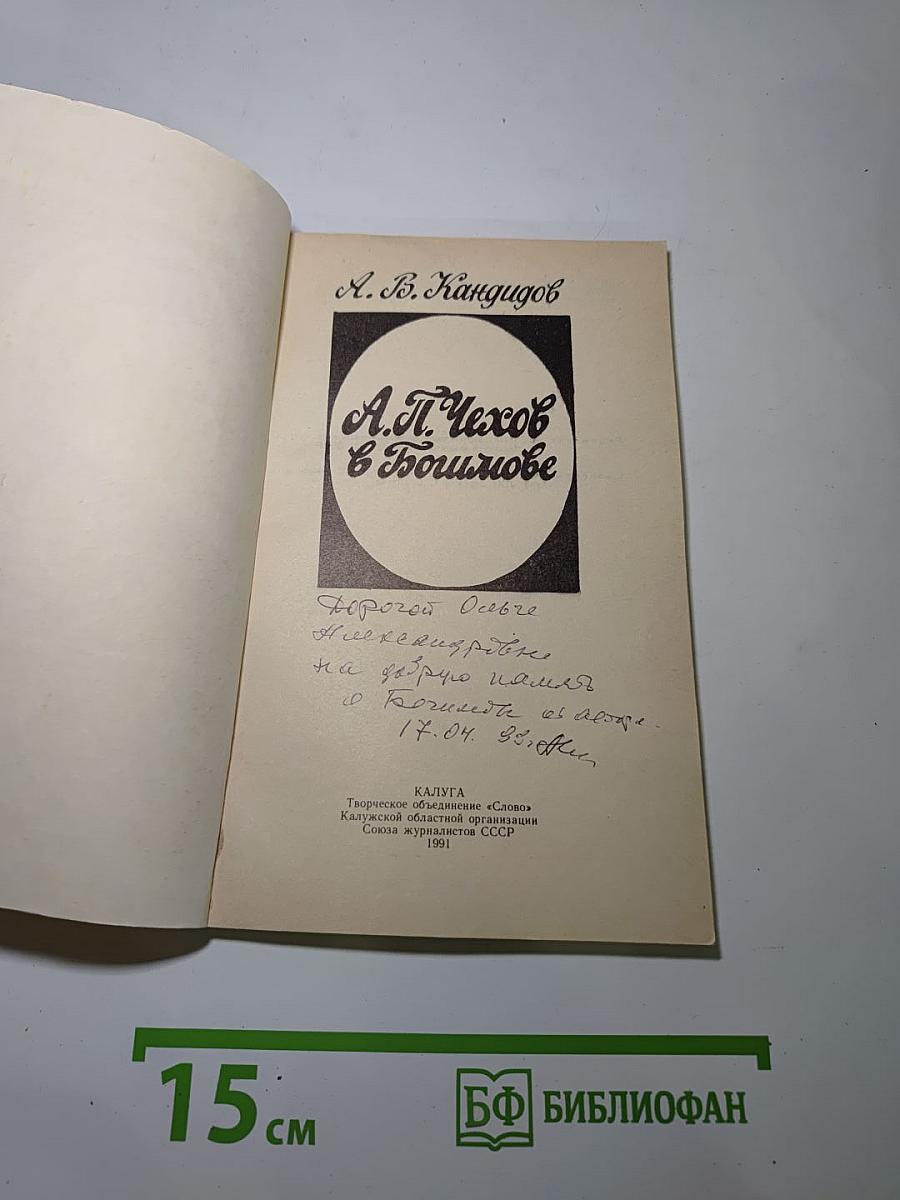 А. В. Кандидов
А.П. Чехов
в Богимове
Дорогой Ольге
Александровне
на добрую память
о Богимове от автора.
17.04. 93г
КАЛУГА
Творческое объединение «Слово»
Калужской областной организации
Союза журналистов СССР
1991
15 см
БФ БИБЛИОФАН